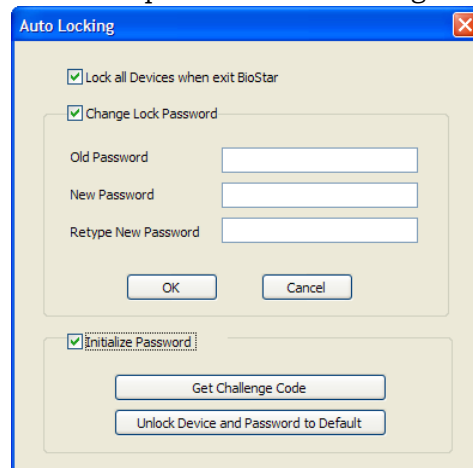 Auto Locking
Lock all Devices when exit BioStar
Change Lock Password
Old Password
New Password
Retype New Password
OK Cancel
Initialize Password
Get Challenge Code
Unlock Device and Password to Default